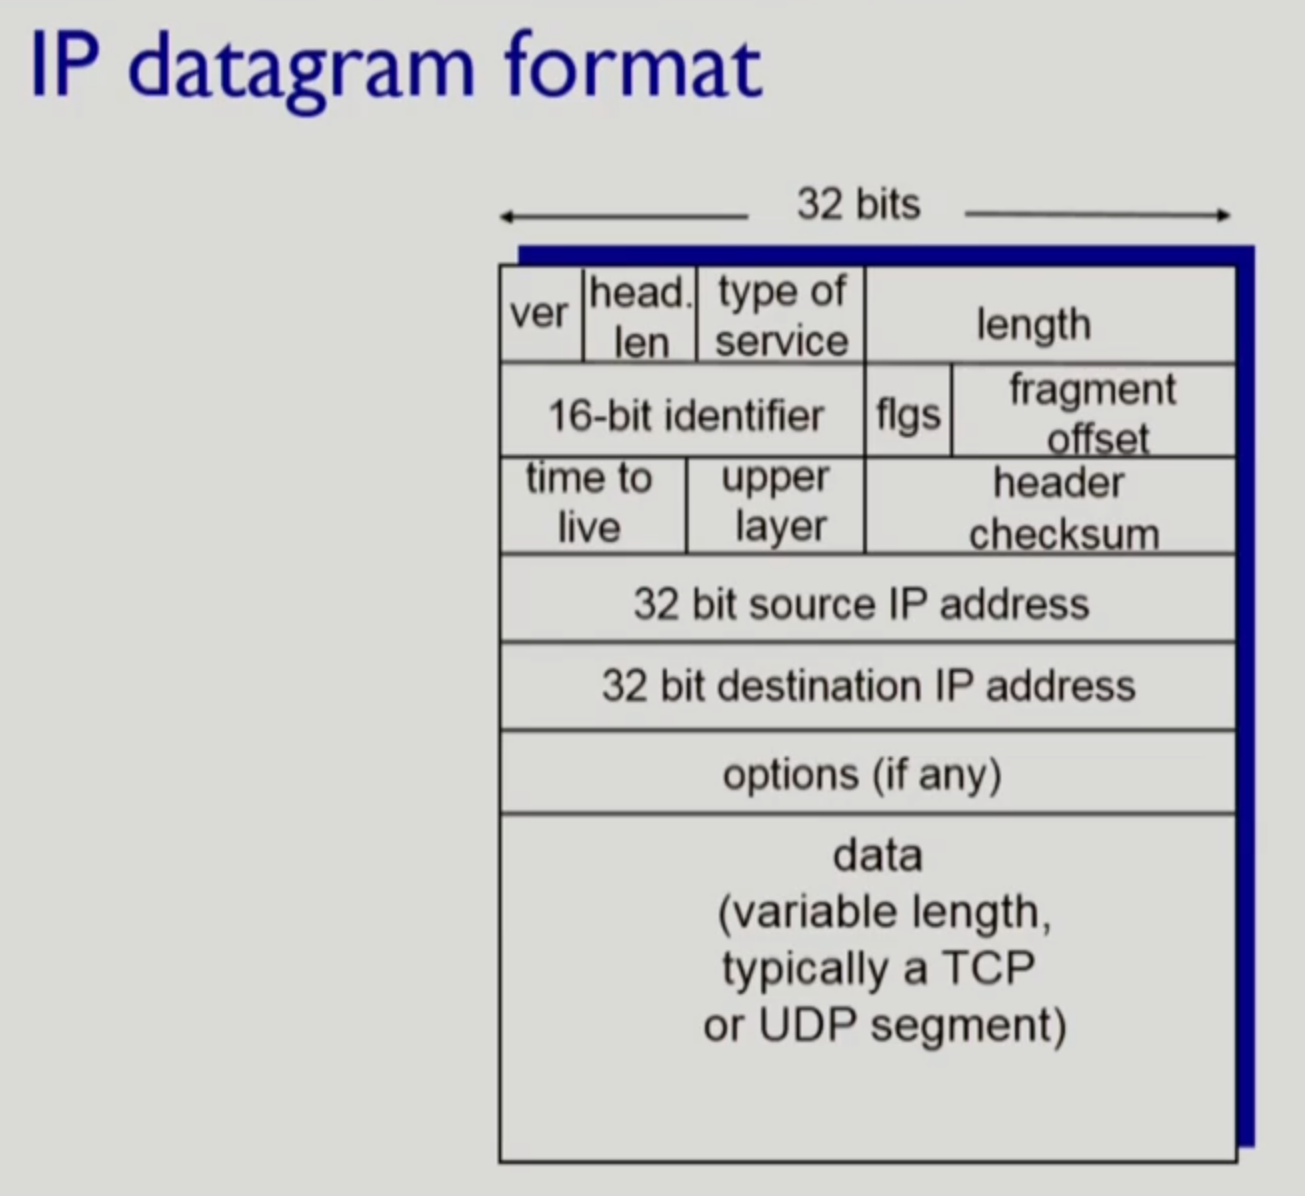 IP datagram format
32 bits
ver
head.
len
type of
service
length
16-bit identifier
flgs
fragment
offset
time to
live
upper
layer
header
checksum
32 bit source IP address
32 bit destination IP address
options (if any)
data
(variable length,
typically a TCP
or UDP segment)